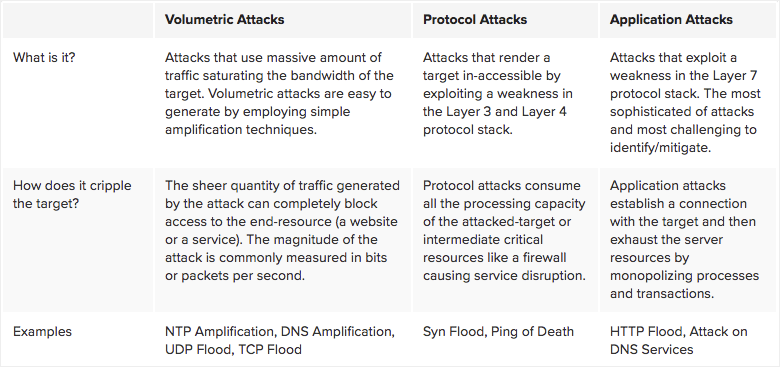 Volumetric Attacks
Protocol Attacks
Application Attacks
What is it?
Attacks that use massive amount of
traffic saturating the bandwidth of the
target. Volumetric attacks are easy to
generate by employing simple
amplification techniques.
Attacks that render a
target in-accessible by
exploiting a weakness in
the Layer 3 and Layer 4
protocol stack.
Attacks that exploit a
weakness in the Layer 7
protocol stack. The most
sophisticated of attacks
and most challenging to
identify/mitigate.
How does it cripple
the target?
The sheer quantity of traffic generated
by the attack can completely block
access to the end-resource (a website
or a service). The magnitude of the
attack is commonly measured in bits
or packets per second.
Protocol attacks consume
all the processing capacity
of the attacked-target or
intermediate critical
resources like a firewall
causing service disruption.
Application attacks
establish a connection
with the target and then
exhaust the server
resources by
monopolizing processes
and transactions.
Examples
NTP Amplification, DNS Amplification,
UDP Flood, TCP Flood
Syn Flood, Ping of Death
HTTP Flood, Attack on
DNS Services